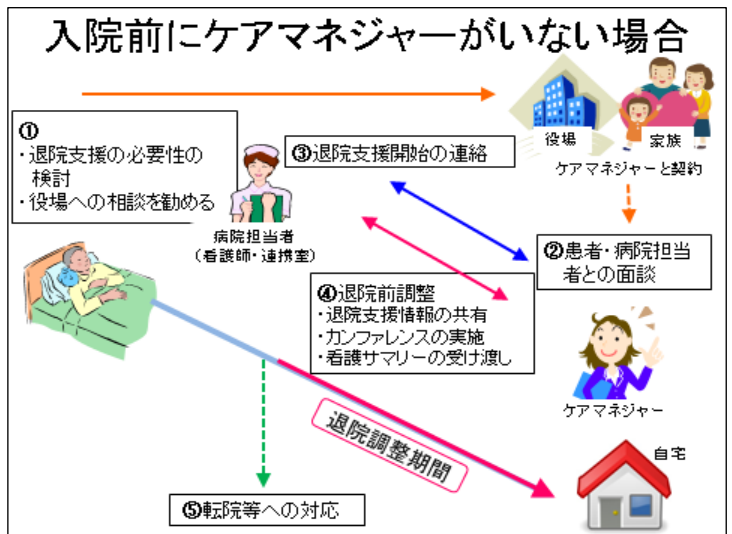 入院前にケアマネジャーがいない場合
①
・退院支援の必要性の
検討
・役場への相談を勧める
③退院支援開始の連絡
役場
家族
ケアマネジャーと契約
病院担当者
(看護師・連携室)
②患者・病院担当
者との面談
④退院前調整
・退院支援情報の共有
・カンファレンスの実施
・看護サマリーの受け渡し
ケアマネジャー
退院調整期間
自宅
⑤転院等への対応